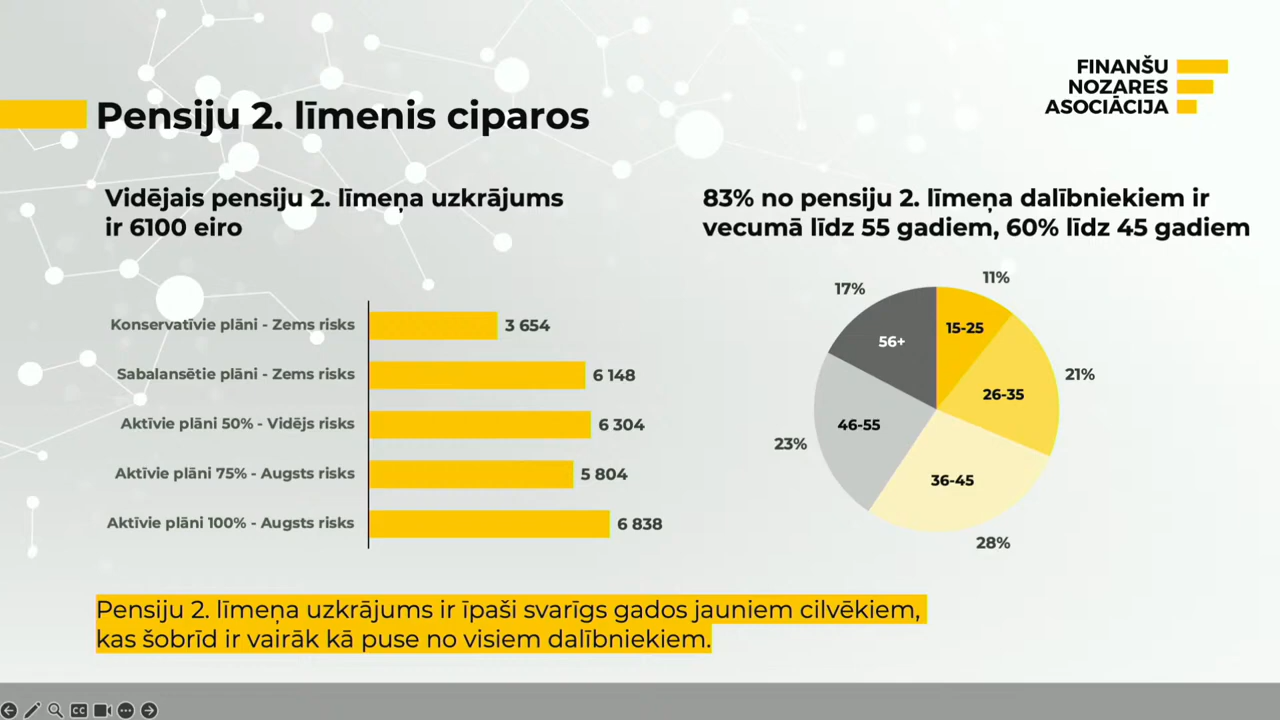 FINANŠU
NOZARES
ASOCIĀCIJA
Pensiju 2. līmenis ciparos
Vidējais pensiju 2. līmeņa uzkrājums
ir 6100 eiro
Konservatīvie plāni - Zems risks
3 654
Sabalansētie plāni - Zems risks
6 148
Aktīvie plāni 50% - Vidējs risks
6 304
Aktīvie plāni 75% - Augsts risks
5 804
Aktīvie plāni 100% - Augsts risks
6 838
83% no pensiju 2. līmeņa dalībniekiem ir
vecumā līdz 55 gadiem, 60% līdz 45 gadiem
11%
17%
15-25
56+
21%
26-35
46-55
23%
36-45
28%
Pensiju 2. līmeņa uzkrājums ir īpaši svarīgs gados jauniem cilvēkiem,
kas šobrīd ir vairāk kā puse no visiem dalībniekiem.
CC